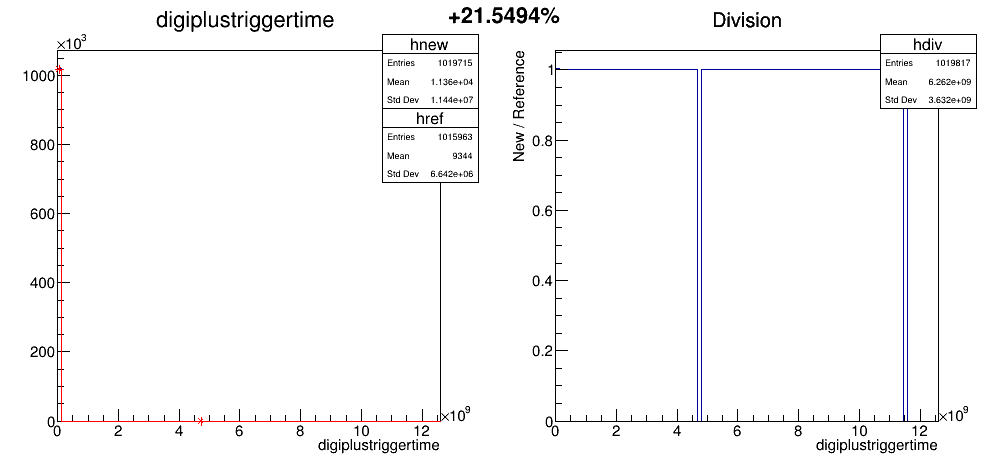 digiplustriggertime
+21.5494%
Division
×10³
hnew
Entries 1019715
Mean 1.136e+04
Std Dev 1.144e+07
href
Entries 1015963
Mean 9344
Std Dev 6.642e+06
1000
800
600
400
200
0
0 2 4 6 8 10 12
×10⁹
digiplustriggertime
hdiv
Entries 1019817
Mean 6.262e+09
Std Dev 3.632e+09
New / Reference
1
0.8
0.6
0.4
0.2
0
0 2 4 6 8 10 12
×10⁹
digiplustriggertime